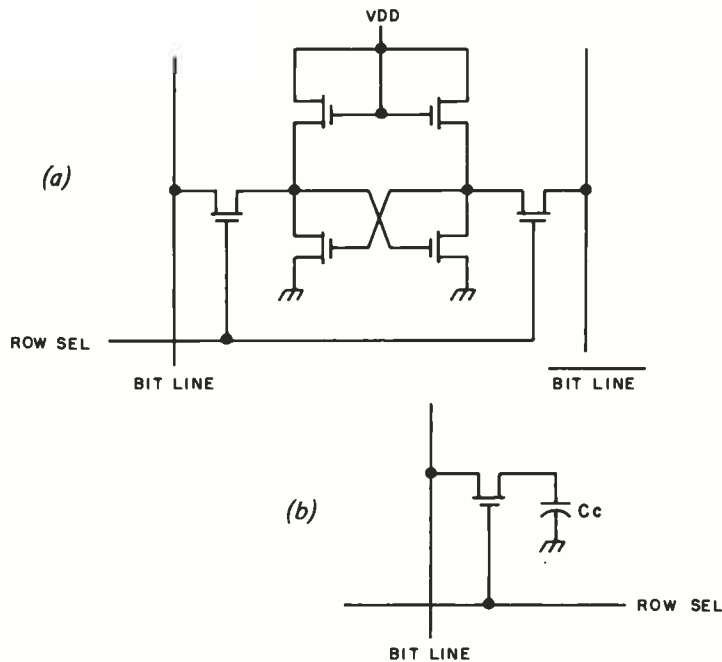 VDD
(a)
ROW SEL
BIT LINE
BIT LINE
(b)
Cc
ROW SEL
BIT LINE